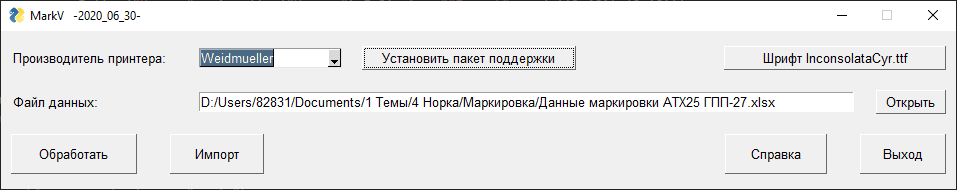 MarkV -2020_06_30-
Производитель принтера: Weidmueller Установить пакет поддержки Шрифт InconsolataCyr.ttf
Файл данных: D:/Users/82831/Documents/1 Темы/4 Норка/Маркировка/Данные маркировки АТХ25 ГПП-27.xlsx Открыть
Обработать Импорт Справка Выход